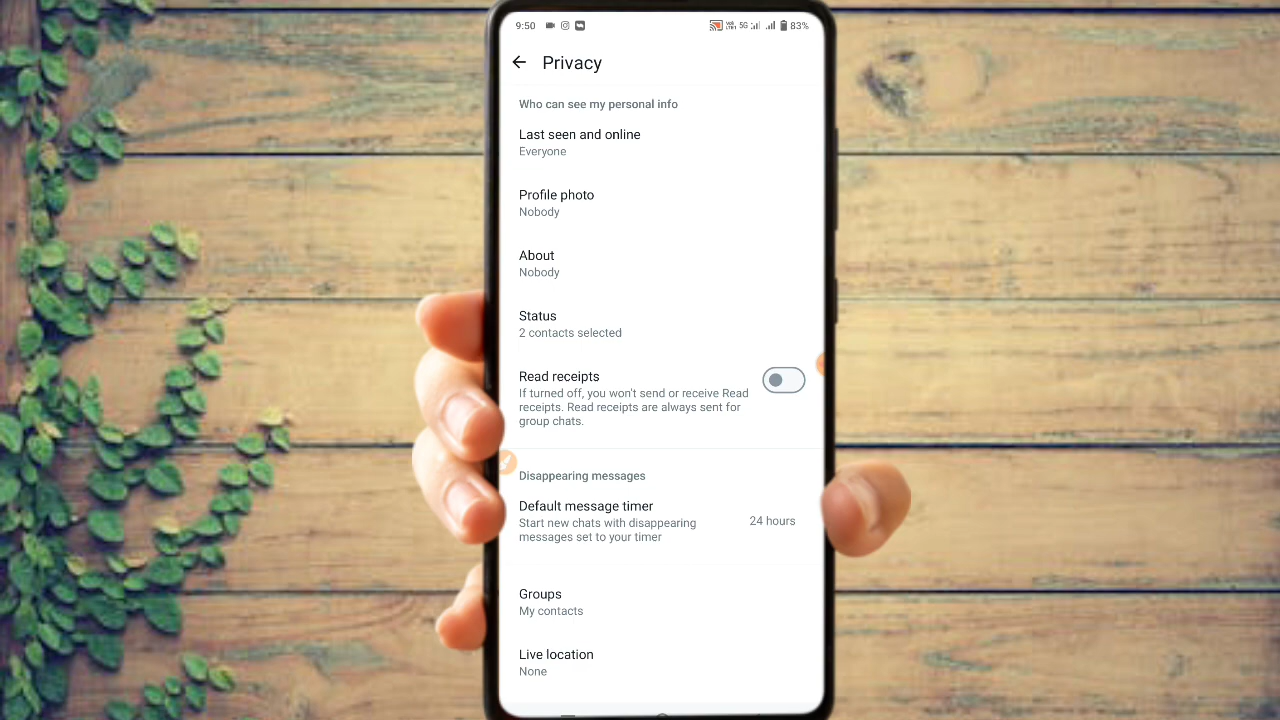 9:50 5G 83%
Privacy
Who can see my personal info
Last seen and online
Everyone
Profile photo
Nobody
About
Nobody
Status
2 contacts selected
Read receipts
If turned off, you won't send or receive Read
receipts. Read receipts are always sent for
group chats.
Disappearing messages
Default message timer
Start new chats with disappearing
messages set to your timer
24 hours
Groups
My contacts
Live location
None